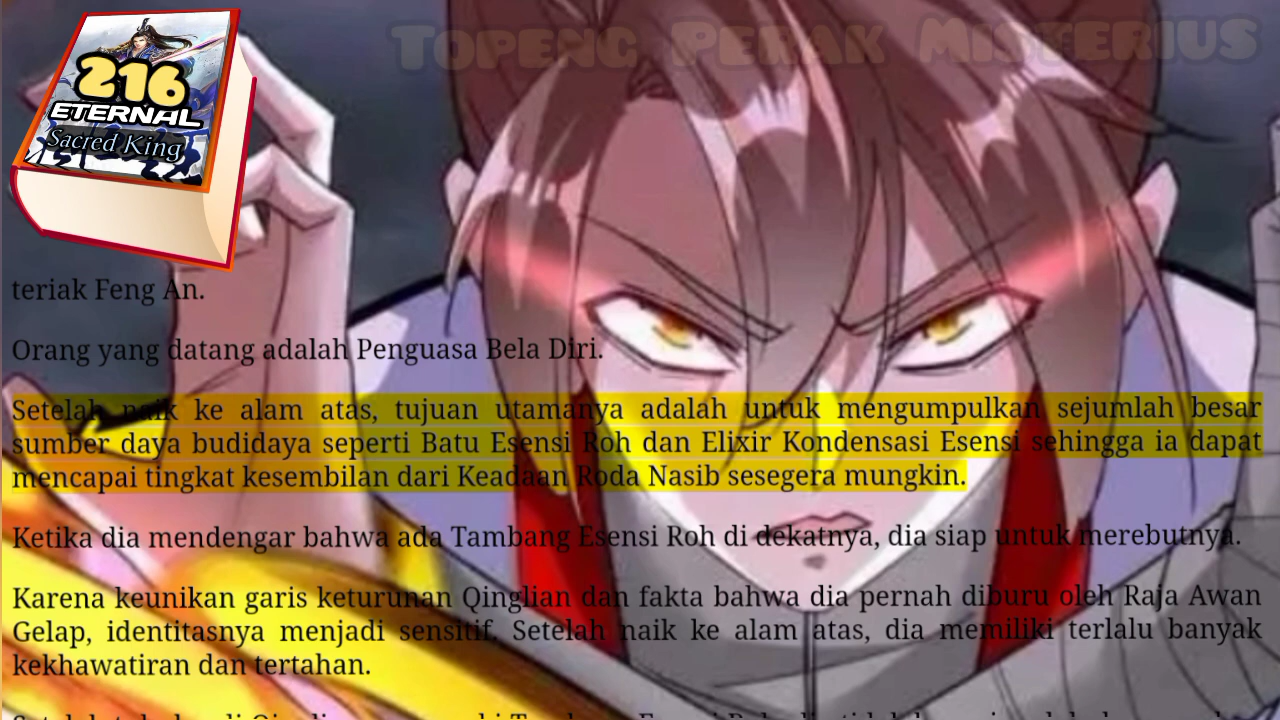 Topeng Perak Misterius
216
ETERNAL
Sacred King
teriak Feng An.
Orang yang datang adalah Penguasa Bela Diri.
Setelah naik ke alam atas, tujuan utamanya adalah untuk mengumpulkan sejumlah besar
sumber daya budidaya seperti Batu Esensi Roh dan Elixir Kondensasi Esensi sehingga ia dapat
mencapai tingkat kesembilan dari Keadaan Roda Nasib sesegera mungkin.
Ketika dia mendengar bahwa ada Tambang Esensi Roh di dekatnya, dia siap untuk merebutnya.
Karena keunikan garis keturunan Qinglian dan fakta bahwa dia pernah diburu oleh Raja Awan
Gelap, identitasnya menjadi sensitif. Setelah naik ke alam atas, dia memiliki terlalu banyak
kekhawatiran dan tertahan.